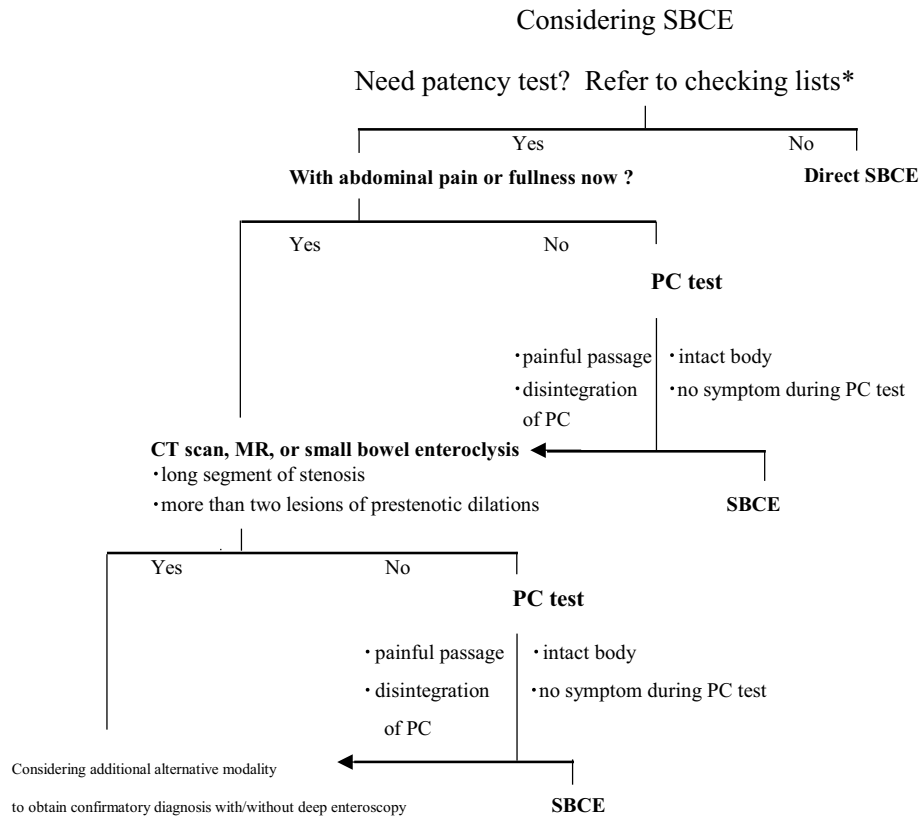 Considering SBCE
Need patency test? Refer to checking lists*
Yes
No
With abdominal pain or fullness now ?
Direct SBCE
Yes
No
PC test
・painful passage
・disintegration
of PC
・intact body
・no symptom during PC test
CT scan, MR, or small bowel enteroclysis
・long segment of stenosis
・more than two lesions of prestenotic dilations
SBCE
Yes
No
PC test
・painful passage
・disintegration
of PC
・intact body
・no symptom during PC test
Considering additional alternative modality
to obtain confirmatory diagnosis with/without deep enteroscopy
SBCE